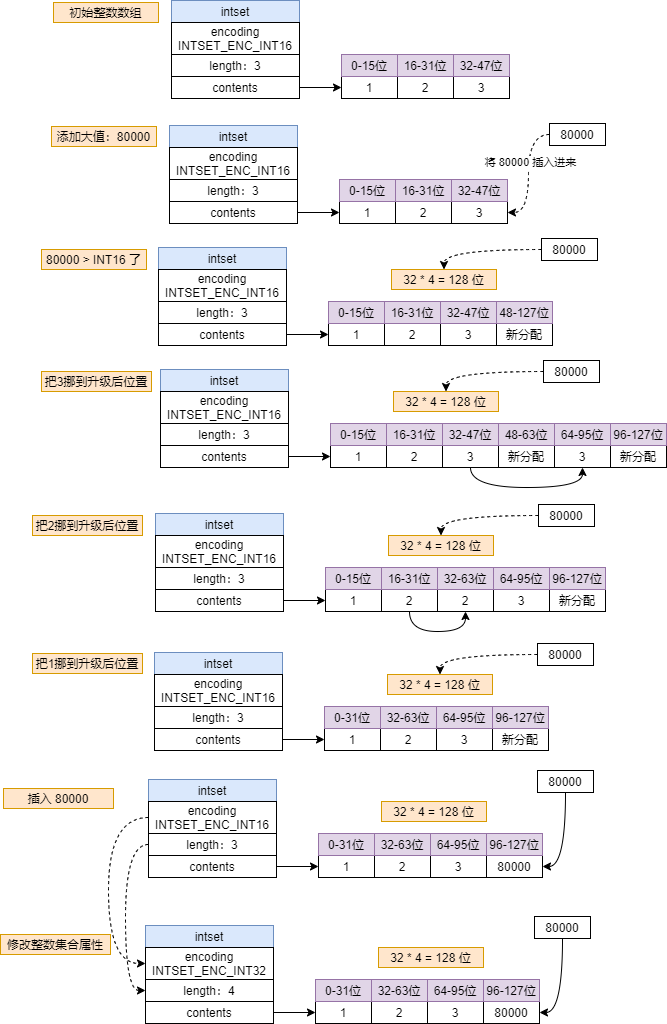 初始整数数组
intset
encoding
INTSET_ENC_INT16
length: 3
contents
0-15位 16-31位 32-47位
1 2 3
添加大值: 80000
intset
80000
encoding
INTSET_ENC_INT16
将 80000 插入进来
length: 3
contents
0-15位 16-31位 32-47位
1 2 3
80000 > INT16 了
intset
80000
encoding
INTSET_ENC_INT16
32 * 4 = 128 位
length: 3
contents
0-15位 16-31位 32-47位 48-127位
1 2 3 新分配
把3挪到升级后位置
intset
80000
encoding
INTSET_ENC_INT16
32 * 4 = 128 位
length: 3
contents
0-15位 16-31位 32-47位 48-63位 64-95位 96-127位
1 2 3 新分配 3 新分配
把2挪到升级后位置
intset
80000
encoding
INTSET_ENC_INT16
32 * 4 = 128 位
length: 3
contents
0-15位 16-31位 32-63位 64-95位 96-127位
1 2 2 3 新分配
把1挪到升级后位置
intset
80000
encoding
INTSET_ENC_INT16
32 * 4 = 128 位
length: 3
contents
0-31位 32-63位 64-95位 96-127位
1 2 3 新分配
插入 80000
intset
80000
encoding
INTSET_ENC_INT16
32 * 4 = 128 位
length: 3
contents
0-31位 32-63位 64-95位 96-127位
1 2 3 80000
修改整数集合属性
intset
80000
encoding
INTSET_ENC_INT32
32 * 4 = 128 位
length: 4
contents
0-31位 32-63位 64-95位 96-127位
1 2 3 80000